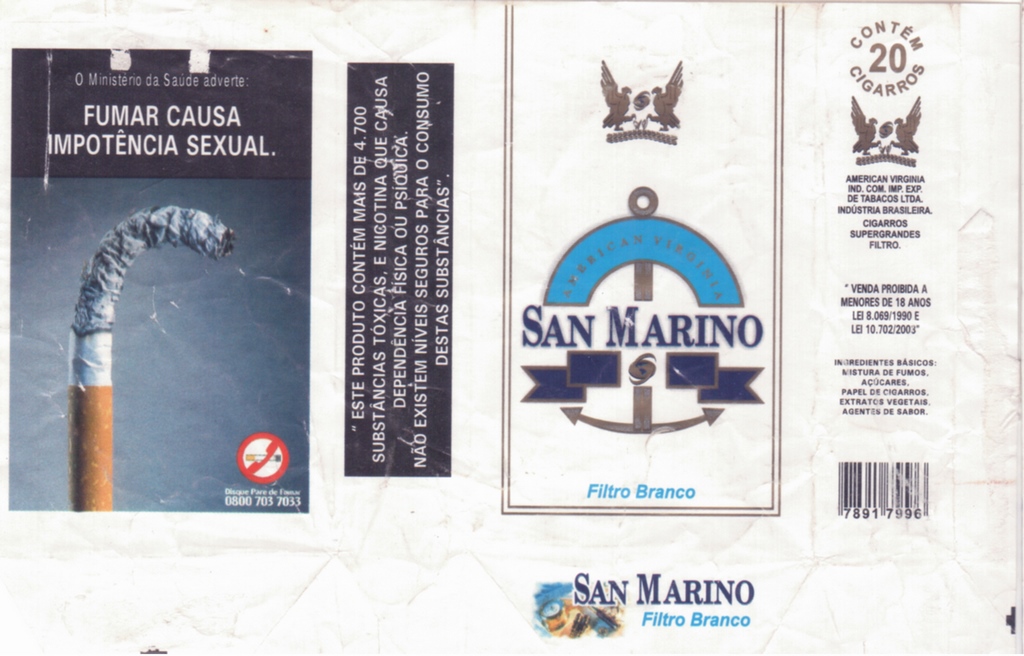 O Ministério da Saúde adverte:
FUMAR CAUSA
IMPOTÊNCIA SEXUAL.
Disque Pare de Fumar
0800 703 7033
" ESTE PRODUTO CONTÉM MAIS DE 4.700
SUBSTÂNCIAS TÓXICAS, E NICOTINA QUE CAUSA
DEPENDÊNCIA FÍSICA OU PSÍQUICA.
NÃO EXISTEM NÍVEIS SEGUROS PARA O CONSUMO
DESTAS SUBSTÂNCIAS".
AMERICAN VIRGINIA
SAN MARINO
Filtro Branco
SAN MARINO
Filtro Branco
CONTÉM
20
CIGARROS
AMERICAN VIRGINIA
IND. COM. IMP. EXP.
DE TABACOS LTDA.
INDÚSTRIA BRASILEIRA.
CIGARROS
SUPERGRANDES
FILTRO.
" VENDA PROIBIDA A
MENORES DE 18 ANOS
LEI 8.069/1990 E
LEI 10.702/2003"
INGREDIENTES BÁSICOS:
MISTURA DE FUMOS,
AÇÚCARES,
PAPEL DE CIGARROS,
EXTRATOS VEGETAIS,
AGENTES DE SABOR.
7891 7996